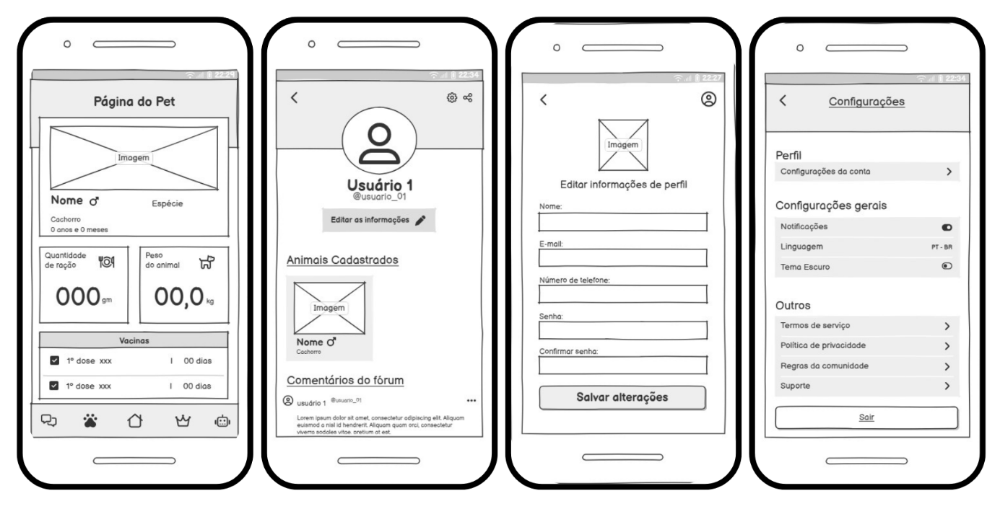 22:29
Página do Pet
Imagem
Nome
Espécie
Cachorro
0 anos e 0 meses
Quantidade
de ração
000 gm
Peso
do animal
00,0 kg
Vacinas
1º dose xxx | 00 dias
1º dose xxx | 00 dias
22:34
Usuário 1
@usuario_01
Editar as informações
Animais Cadastrados
Imagem
Nome
Cachorro
Comentários do fórum
usuário 1 @usuario_01
Lorem ipsum dolor sit amet, consectetur adipiscing elit. Aliquam
euismod a nisl id hendrerit. Aliquam quam orci, consectetur
viverra sodales vitae, pretium at est.
22:27
Imagem
Editar informações de perfil
Nome:
E-mail:
Número de telefone:
Senha:
Confirmar senha:
Salvar alterações
22:34
Configurações
Perfil
Configurações da conta
Configurações gerais
Notificações
Linguagem PT - BR
Tema Escuro
Outros
Termos de serviço
Política de privacidade
Regras da comunidade
Suporte
Sair